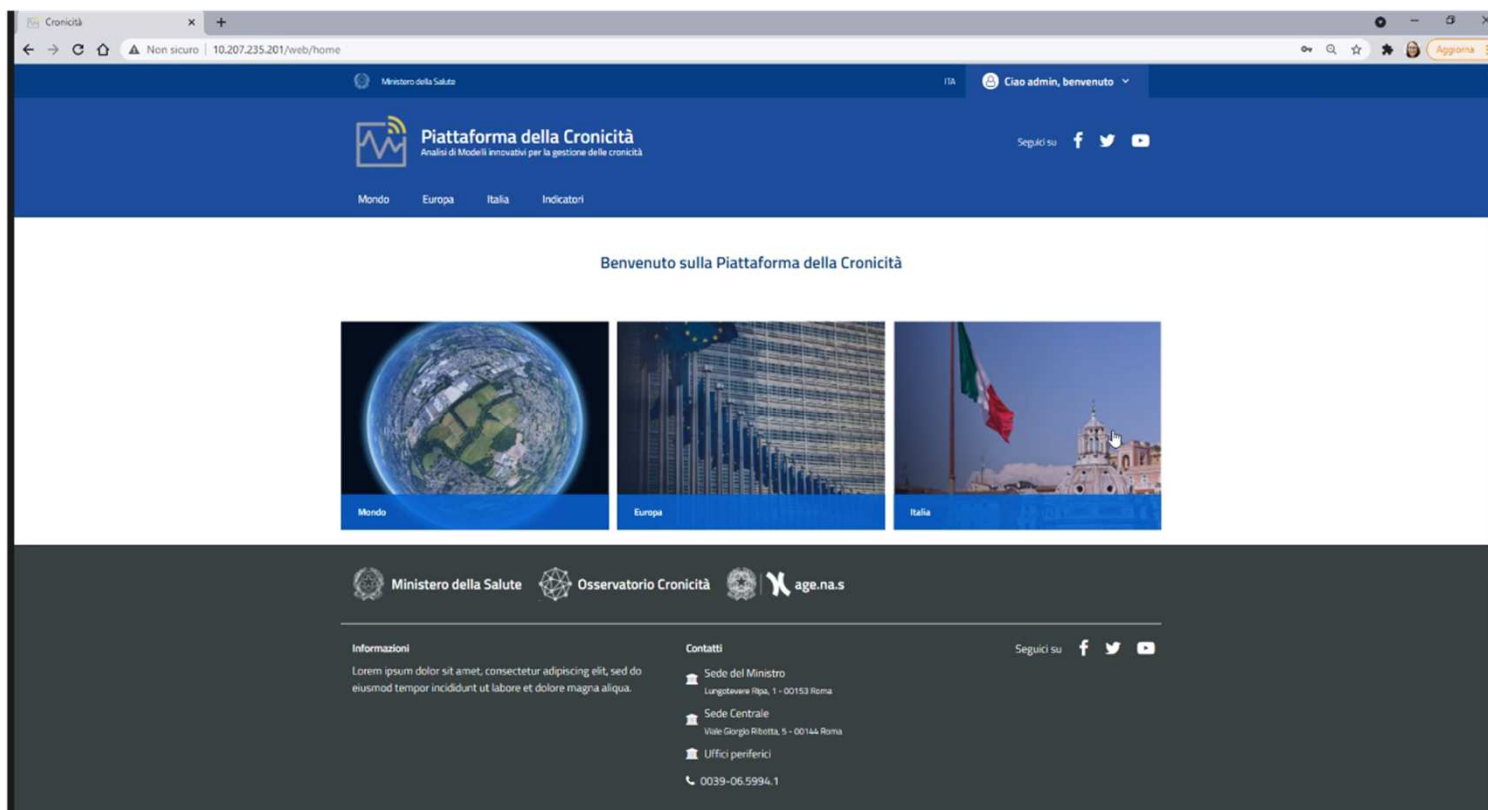 Cronicità
Non sicuro 10.207.235.201/web/home
Aggiorna
Ministero della Salute
ITA
Ciao admin, benvenuto
Piattaforma della Cronicità
Analisi di Modelli innovativi per la gestione delle cronicità
Seguici su
Mondo Europa Italia Indicatori
Benvenuto sulla Piattaforma della Cronicità
Mondo
Europa
Italia
Ministero della Salute
Osservatorio Cronicità
age.na.s
Informazioni
Lorem ipsum dolor sit amet, consectetur adipiscing elit, sed do
eiusmod tempor incididunt ut labore et dolore magna aliqua.
Contatti
Sede del Ministro
Lungotevere Ripa, 1 - 00153 Roma
Sede Centrale
Viale Giorgio Ribotta, 5 - 00144 Roma
Uffici periferici
0039-06.5994.1
Seguici su